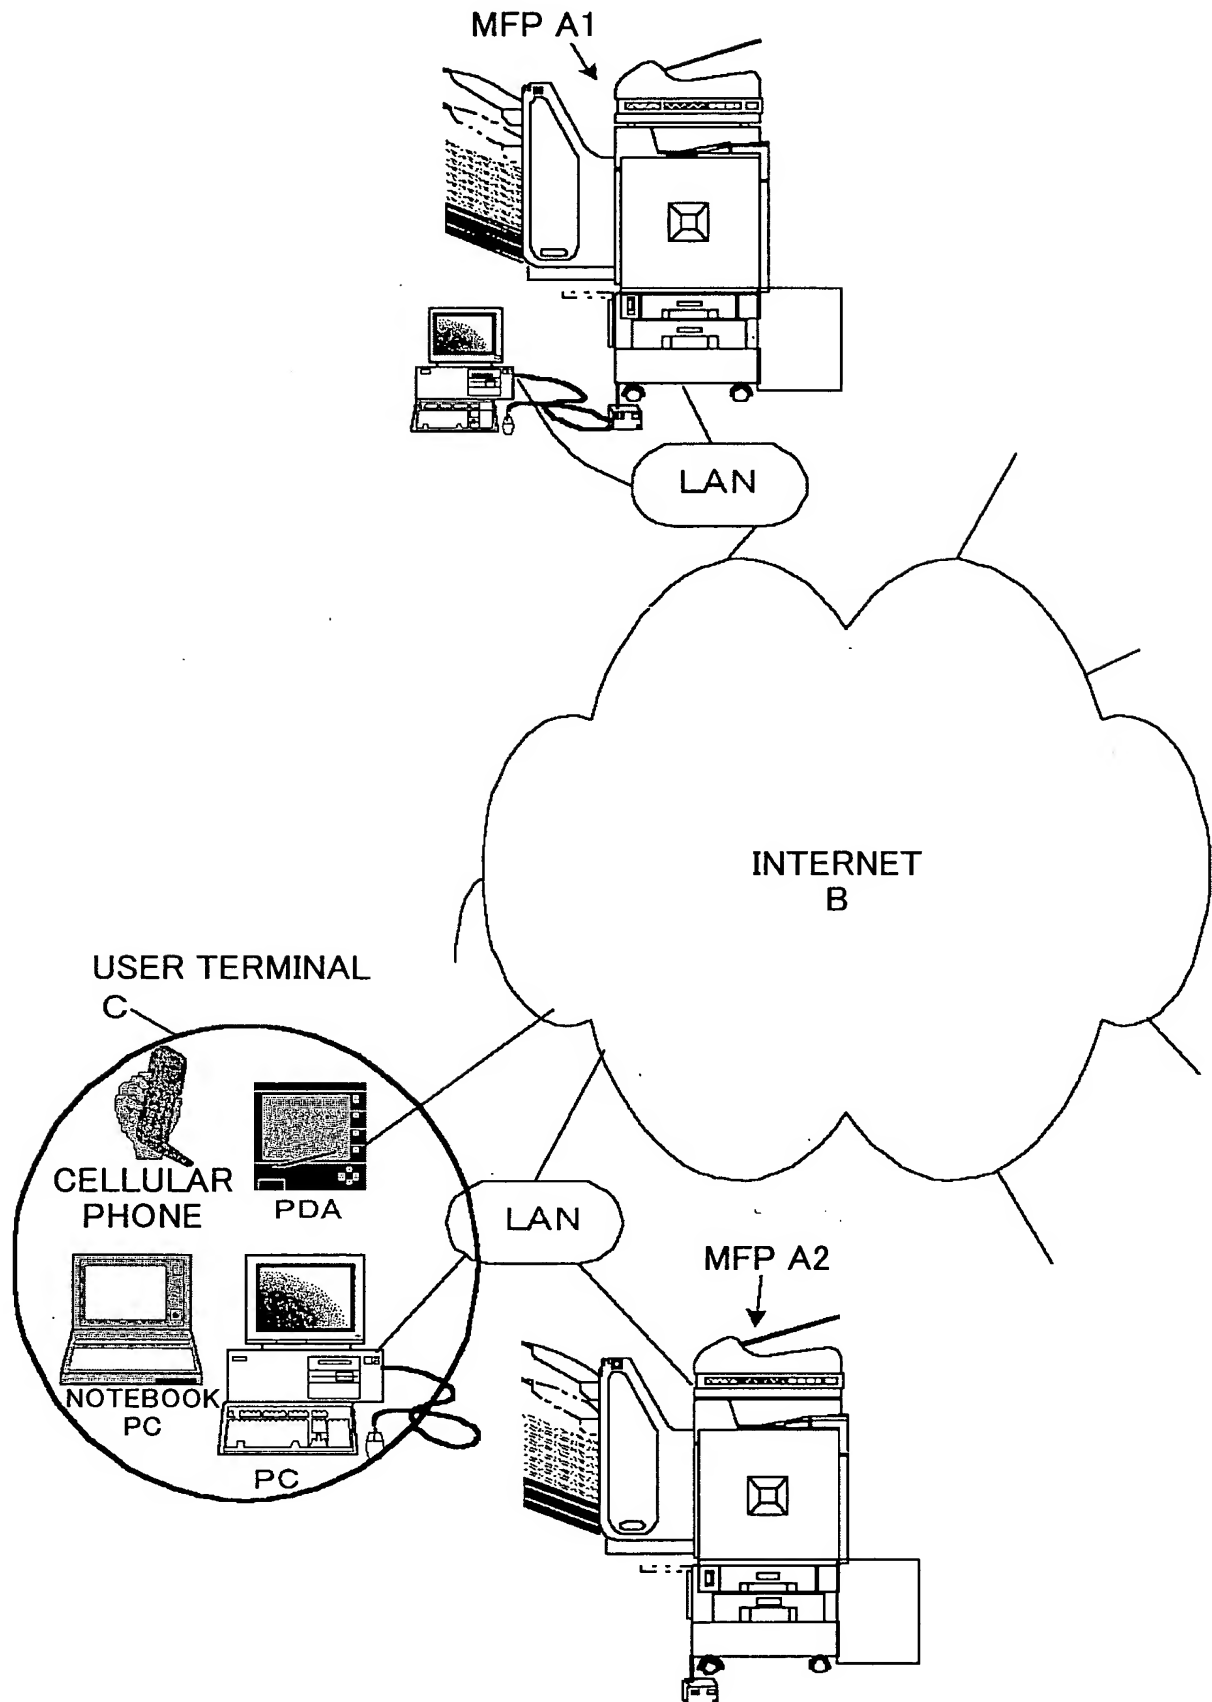 MFP A1
LAN
INTERNET
B
USER TERMINAL
C
CELLULAR
PHONE
PDA
LAN
NOTEBOOK
PC
PC
MFP A2